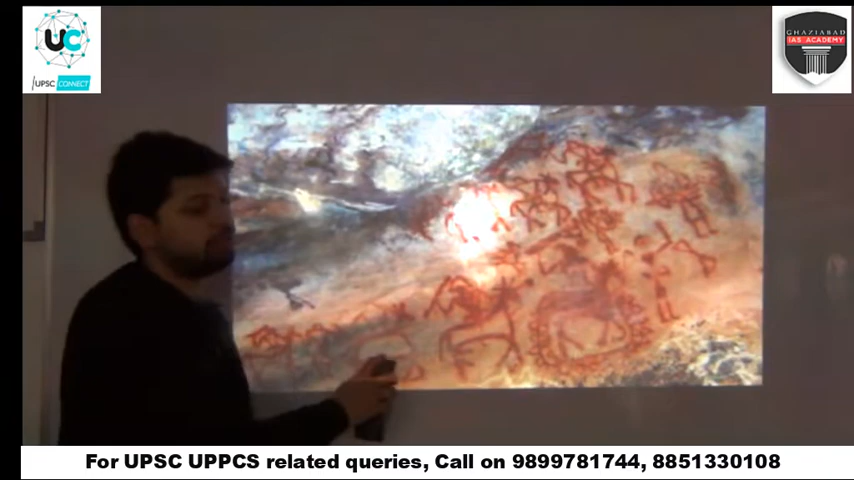 UC
UPSC CONNECT
GHAZIABAD
IAS ACADEMY
For UPSC UPPCS related queries, Call on 9899781744, 8851330108